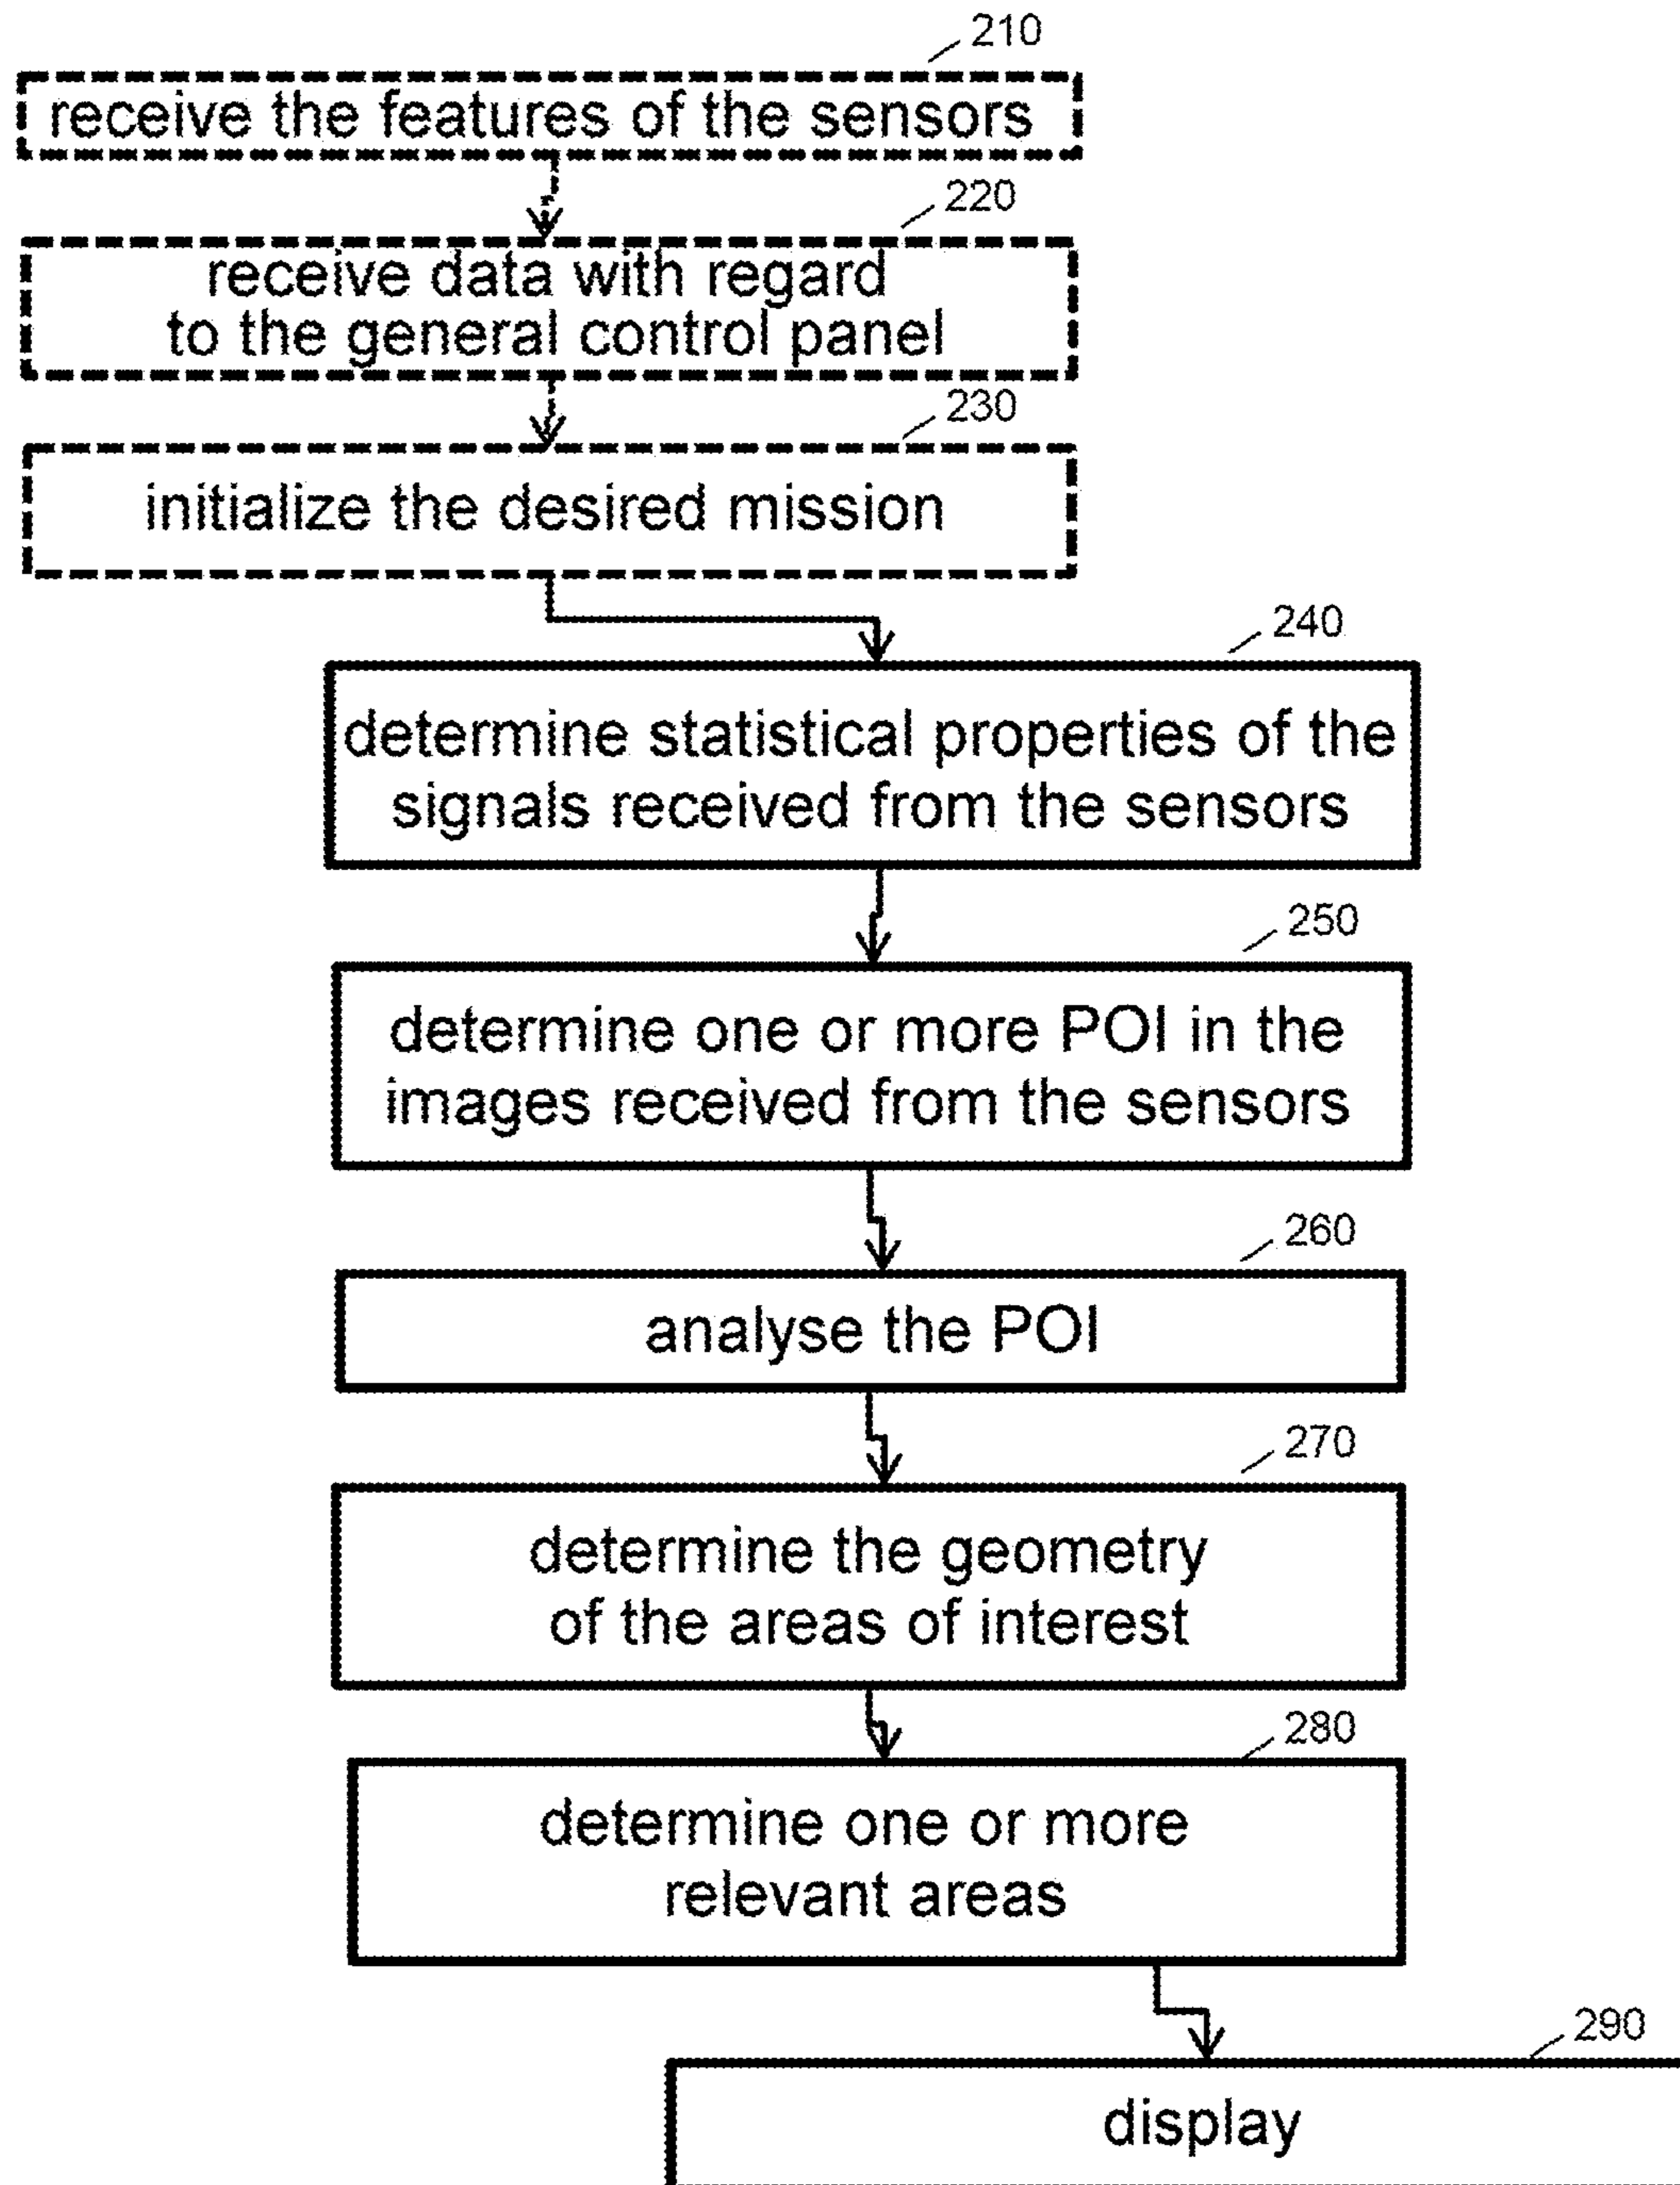 210
receive the features of the sensors
220
receive data with regard
to the general control panel
230
initialize the desired mission
240
determine statistical properties of the
signals received from the sensors
250
determine one or more POI in the
images received from the sensors
260
analyse the POI
270
determine the geometry
of the areas of interest
280
determine one or more
relevant areas
290
display